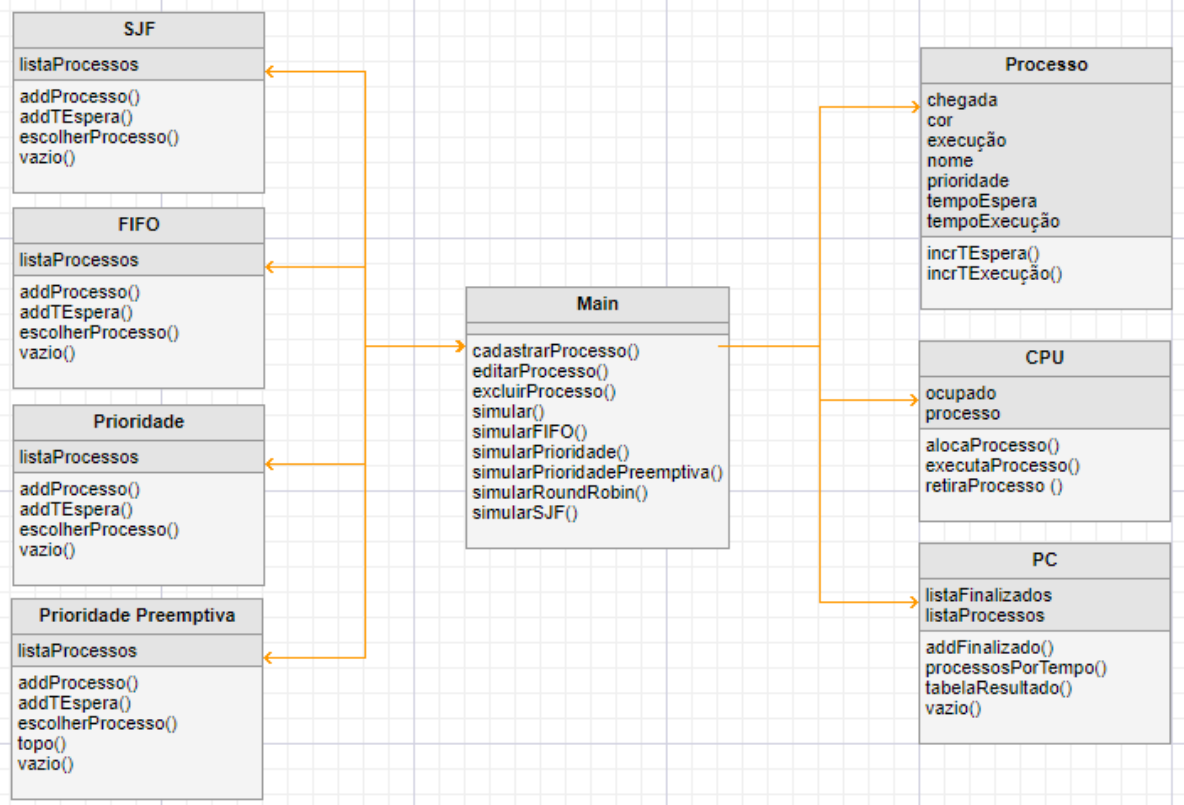 SJF
listaProcessos
addProcesso()
addTEspera()
escolherProcesso()
vazio()
FIFO
listaProcessos
addProcesso()
addTEspera()
escolherProcesso()
vazio()
Prioridade
listaProcessos
addProcesso()
addTEspera()
escolherProcesso()
vazio()
Prioridade Preemptiva
listaProcessos
addProcesso()
addTEspera()
escolherProcesso()
topo()
vazio()
Main
cadastrarProcesso()
editarProcesso()
excluirProcesso()
simular()
simularFIFO()
simularPrioridade()
simularPrioridadePreemptiva()
simularRoundRobin()
simularSJF()
Processo
chegada
cor
execução
nome
prioridade
tempoEspera
tempoExecução
incrTEspera()
incrTExecução()
CPU
ocupado
processo
alocaProcesso()
executaProcesso()
retiraProcesso ()
PC
listaFinalizados
listaProcessos
addFinalizado()
processosPorTempo()
tabelaResultado()
vazio()